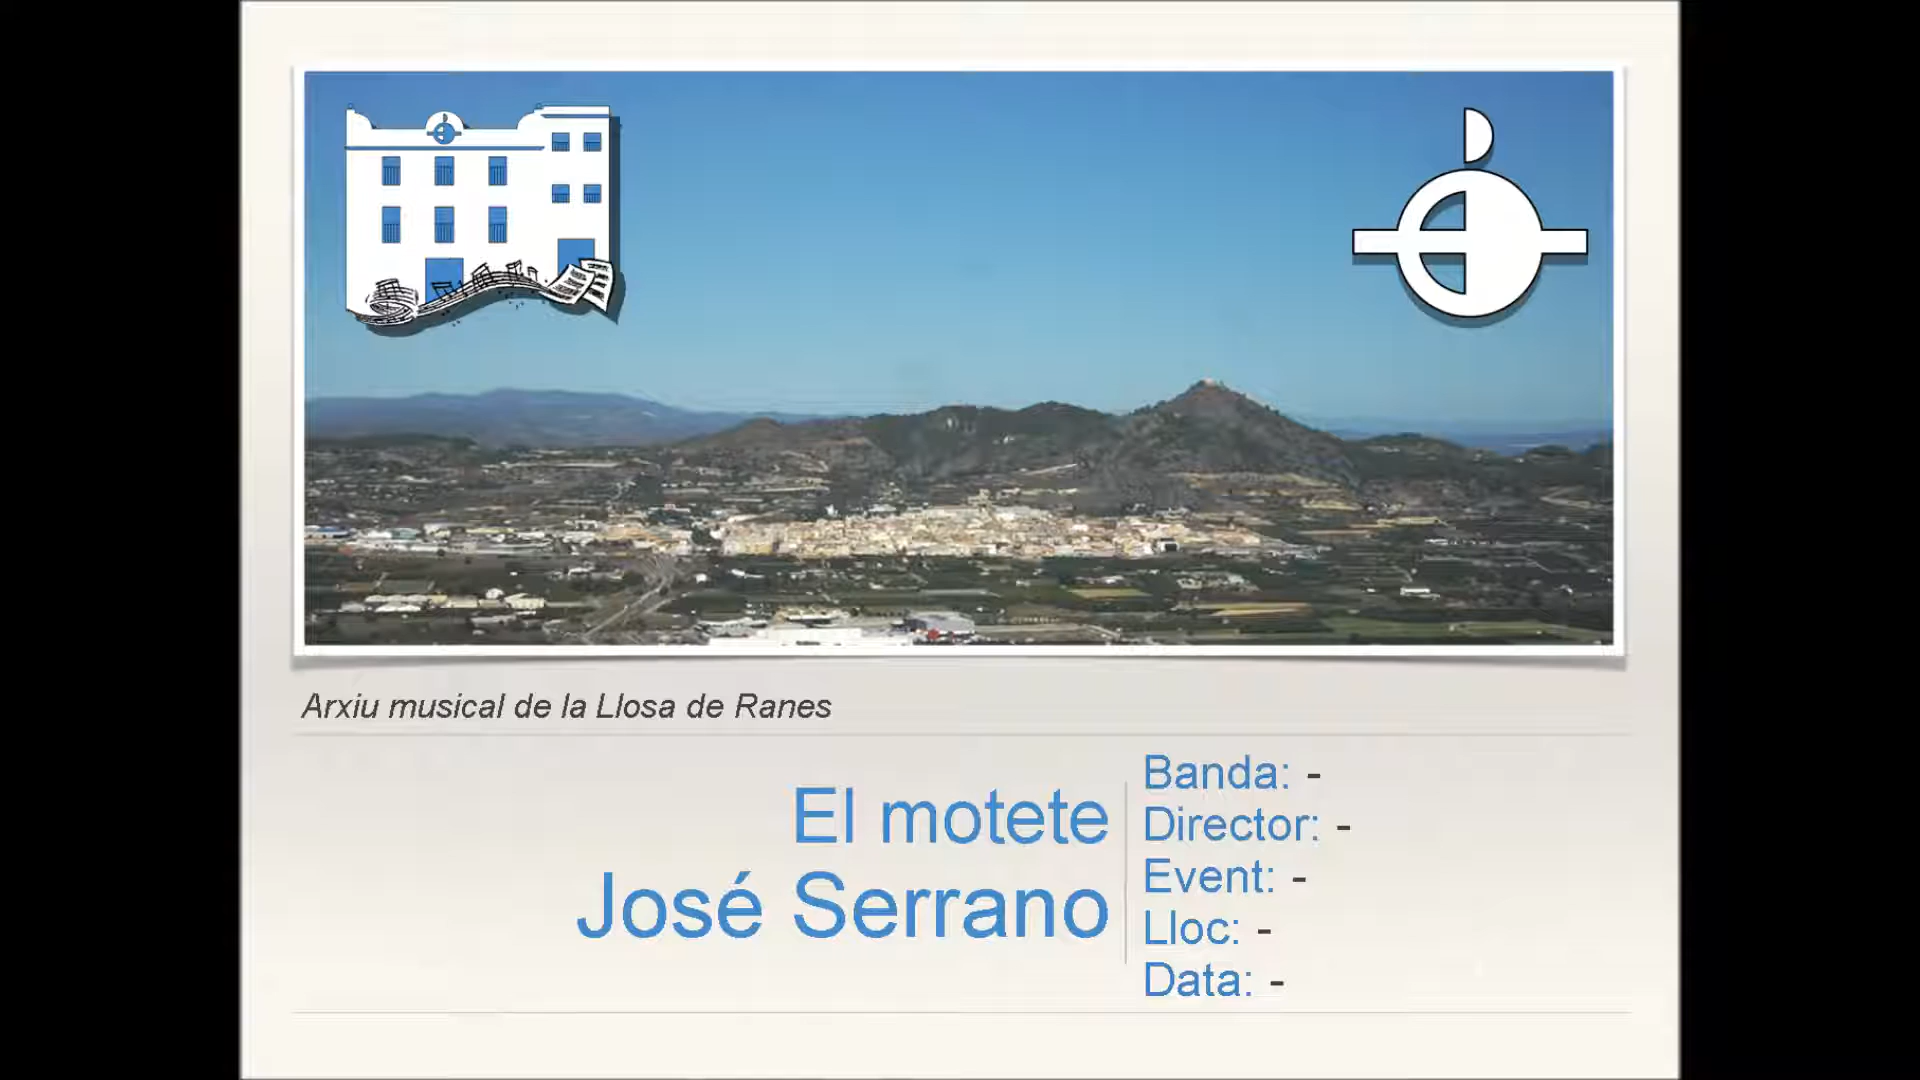 Arxiu musical de la Llosa de Ranes
El motete
José Serrano
Banda: -
Director: -
Event: -
Lloc: -
Data: -